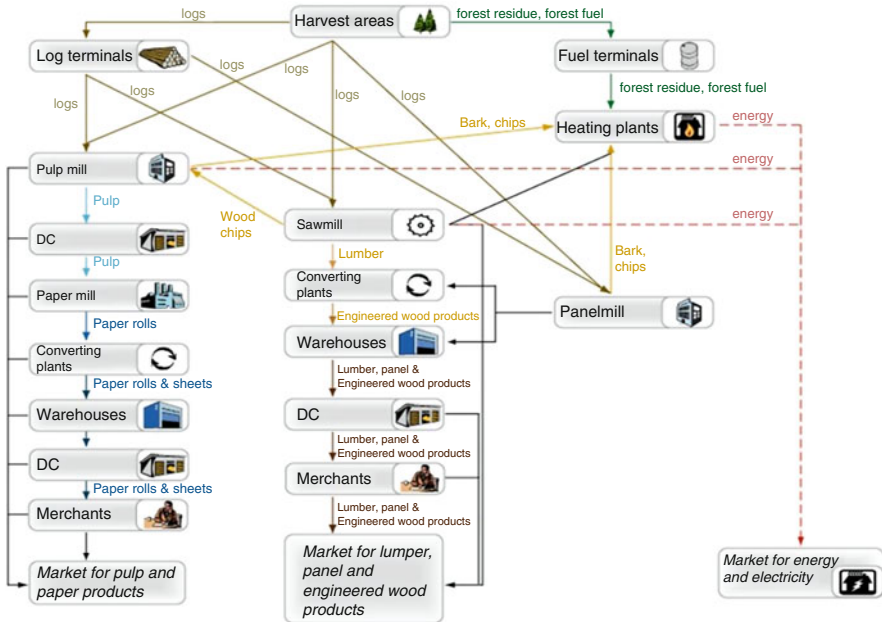 logs
Harvest areas
forest residue, forest fuel
Log terminals
logs
logs
Fuel terminals
logs
logs
logs
logs
forest residue, forest fuel
Bark, chips
Heating plants
energy
Pulp mill
energy
Pulp
Wood
chips
Sawmill
energy
DC
Lumber
Bark,
chips
Pulp
Paper mill
Converting
plants
Engineered wood products
Panelmill
Paper rolls
Warehouses
Converting
plants
Lumber, panel &
Engineered wood products
Paper rolls & sheets
Warehouses
DC
Lumber, panel &
Engineered wood products
DC
Merchants
Paper rolls & sheets
Lumber, panel &
Engineered wood products
Merchants
Market for lumper,
panel and
engineered wood
products
Market for pulp and
paper products
Market for energy
and electricity